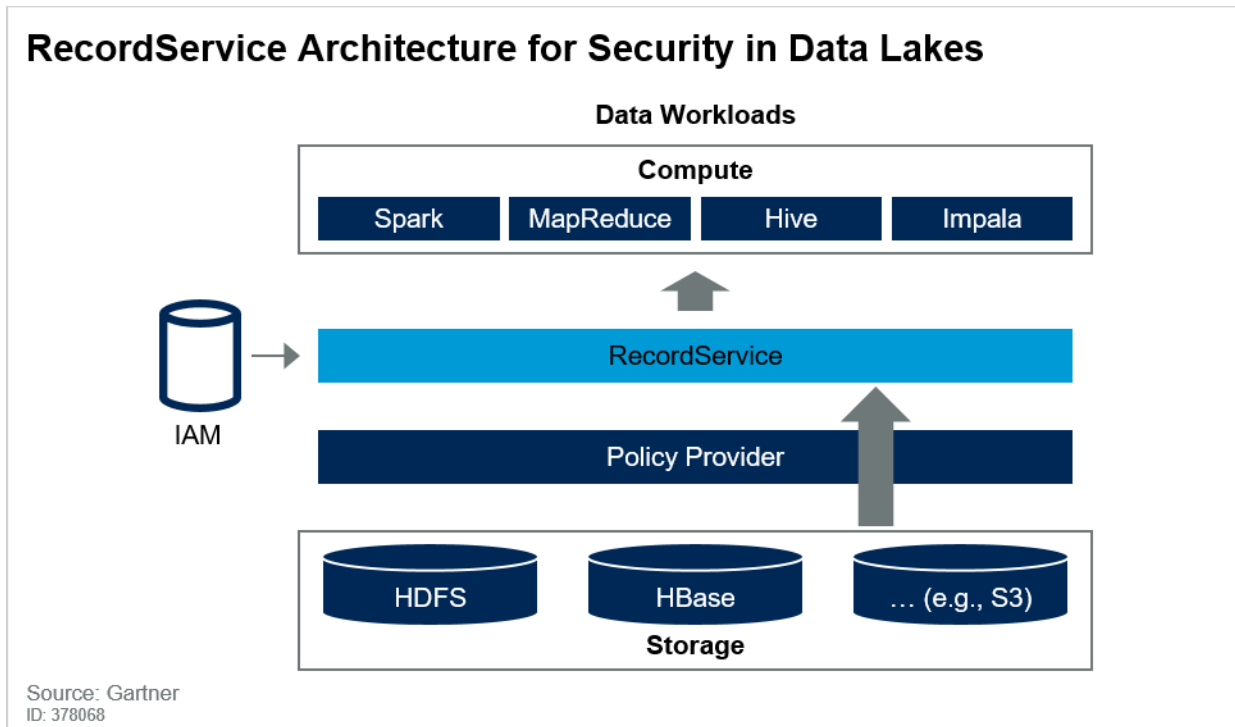 RecordService Architecture for Security in Data Lakes
Data Workloads
Compute
Spark
MapReduce
Hive
Impala
RecordService
IAM
Policy Provider
HDFS
HBase
... (e.g., S3)
Storage
Source: Gartner
ID: 378068